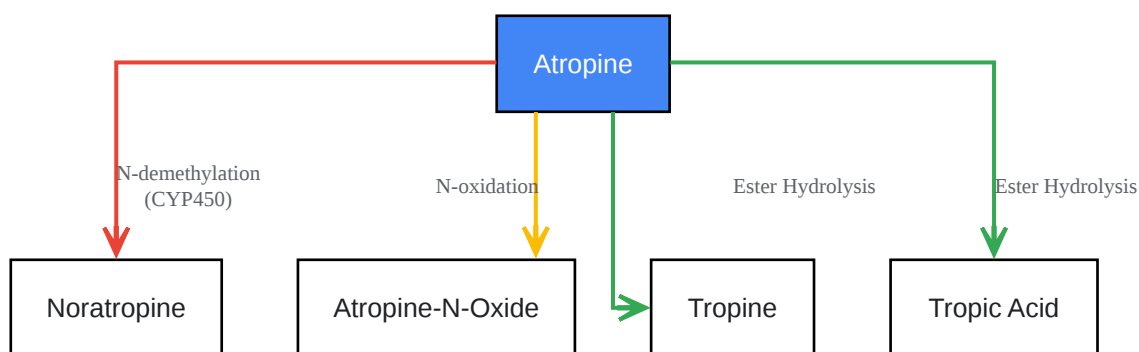 Atropine
N-demethylation
(CYP450)
N-oxidation
Ester Hydrolysis
Ester Hydrolysis
Noratropine
Atropine-N-Oxide
Tropine
Tropic Acid